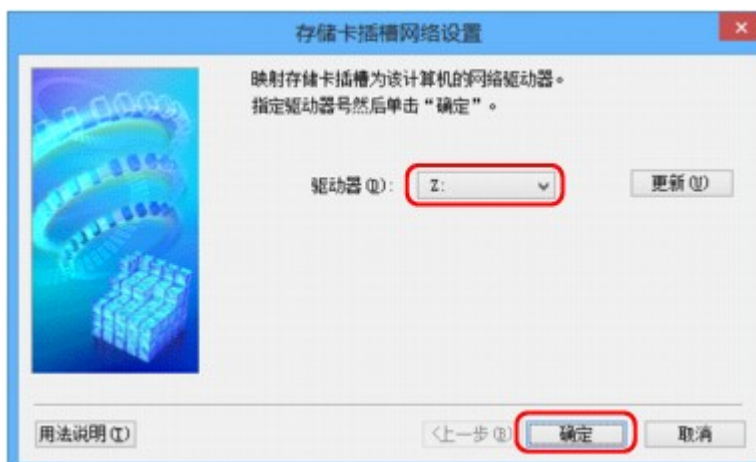 存储卡插槽网络设置
映射存储卡插槽为该计算机的网络驱动器。
指定驱动器号然后单击“确定”。
驱动器(D): Z: 更新(U)
用法说明(I) <上一步(B) 确定 取消